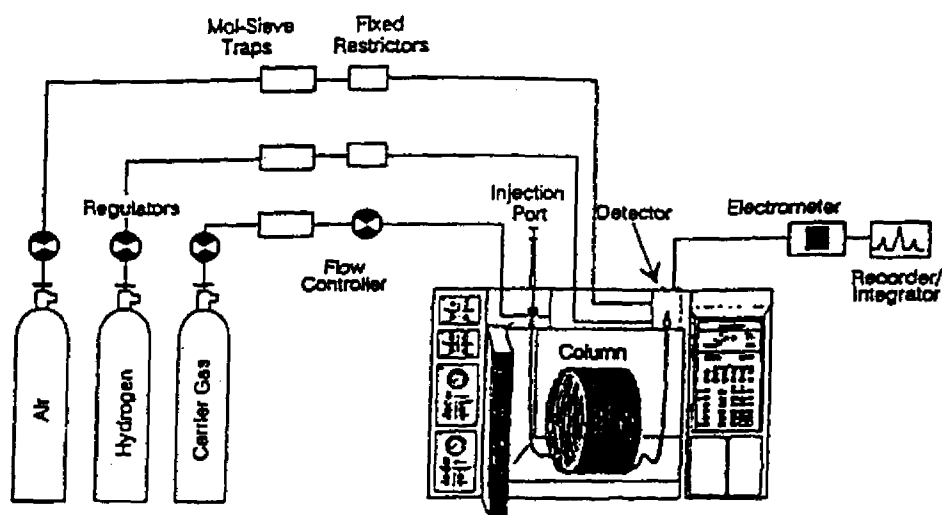 Mol-Sieve
Traps
Fixed
Restrictors
Regulators
Injection
Port
Detector
Electrometer
Flow
Controller
Recorder/
Integrator
Column
Air
Hydrogen
Carrier Gas